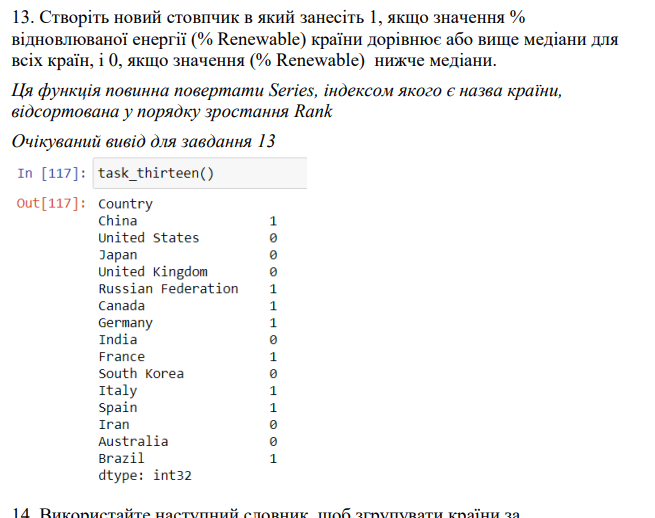 13. Створіть новий стовпчик в який занесіть 1, якщо значення %
відновлюваної енергії (% Renewable) країни дорівнює або вище медіани для
всіх країн, і 0, якщо значення (% Renewable) нижче медіани.
Ця функція повинна повертати Series, індексом якого є назва країни,
відсортована у порядку зростання Rank
Очікуваний вивід для завдання 13
In [117]: task_thirteen()
Out[117]: Country
China 1
United States 0
Japan 0
United Kingdom 0
Russian Federation 1
Canada 1
Germany 1
India 0
France 1
South Korea 0
Italy 1
Spain 1
Iran 0
Australia 0
Brazil 1
dtype: int32
14. Використайте наступний словник, щоб згрупувати країни за